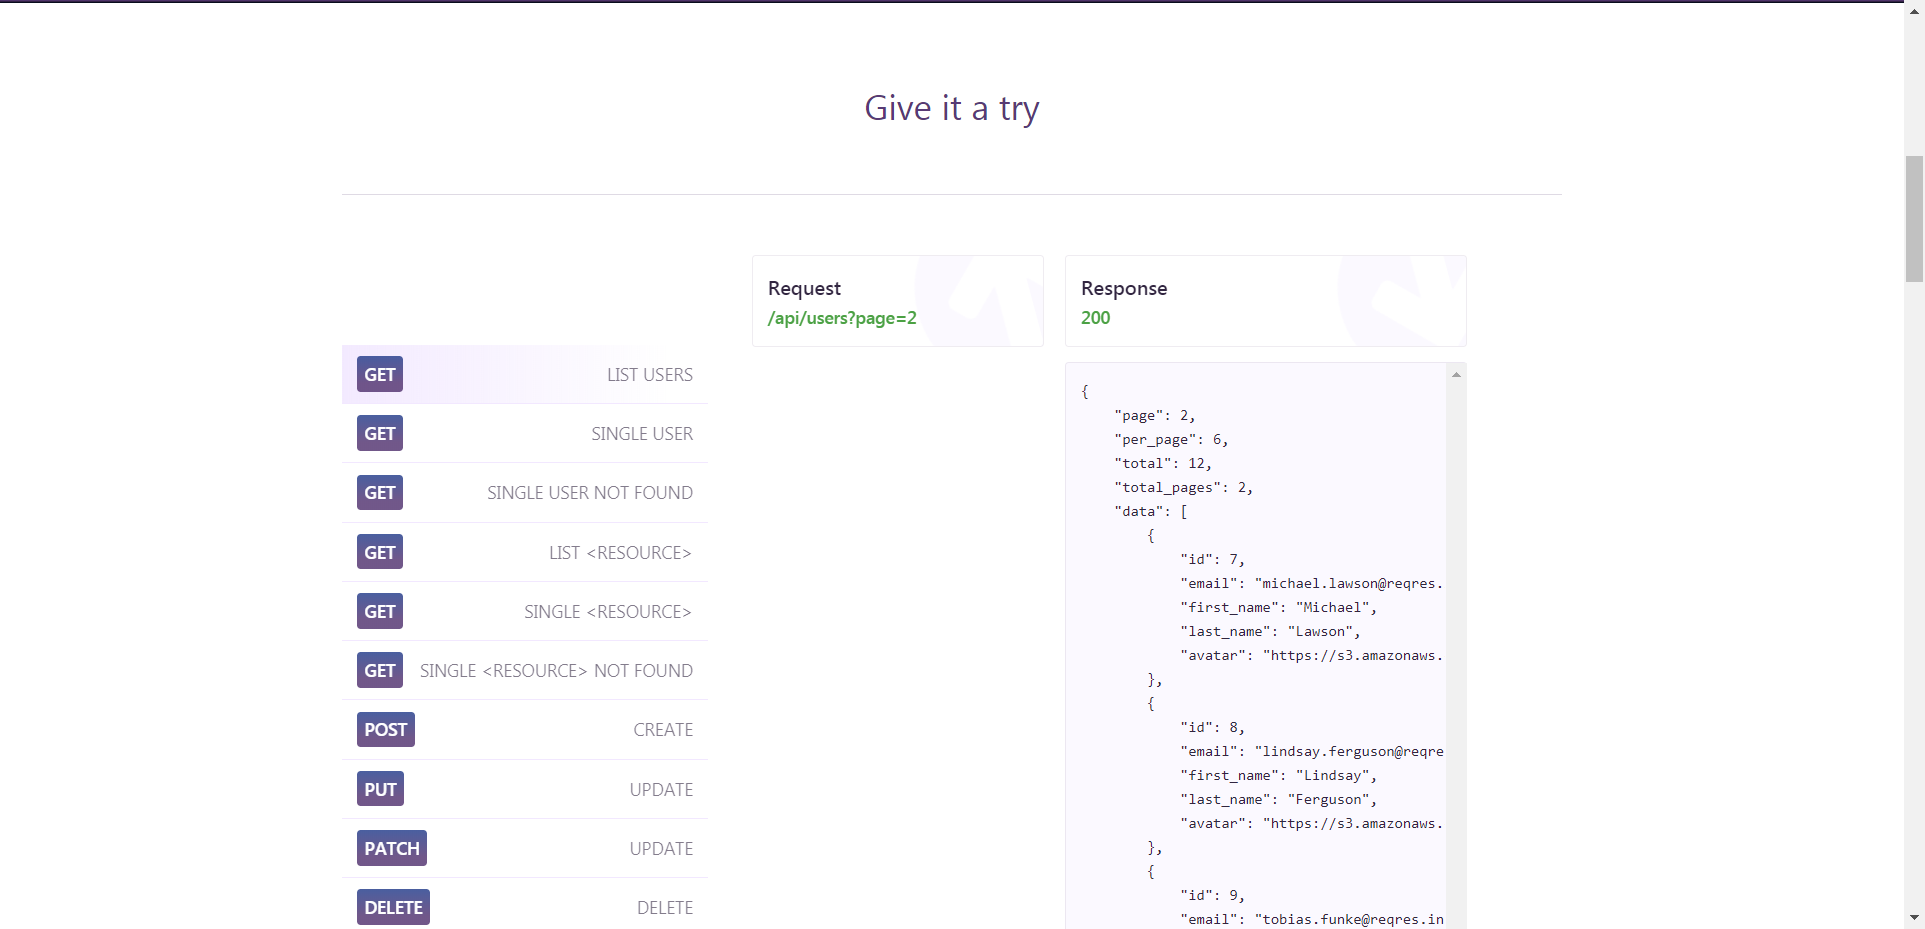 Give it a try
Request
/api/users?page=2
Response
200
GET LIST USERS
GET SINGLE USER
GET SINGLE USER NOT FOUND
GET LIST <RESOURCE>
GET SINGLE <RESOURCE>
GET SINGLE <RESOURCE> NOT FOUND
POST CREATE
PUT UPDATE
PATCH UPDATE
DELETE DELETE
{
"page": 2,
"per_page": 6,
"total": 12,
"total_pages": 2,
"data": [
{
"id": 7,
"email": "michael.lawson@reqres.
"first_name": "Michael",
"last_name": "Lawson",
"avatar": "https://s3.amazonaws.
},
{
"id": 8,
"email": "lindsay.ferguson@reqre
"first_name": "Lindsay",
"last_name": "Ferguson",
"avatar": "https://s3.amazonaws.
},
{
"id": 9,
"email": "tobias.funke@reqres.in